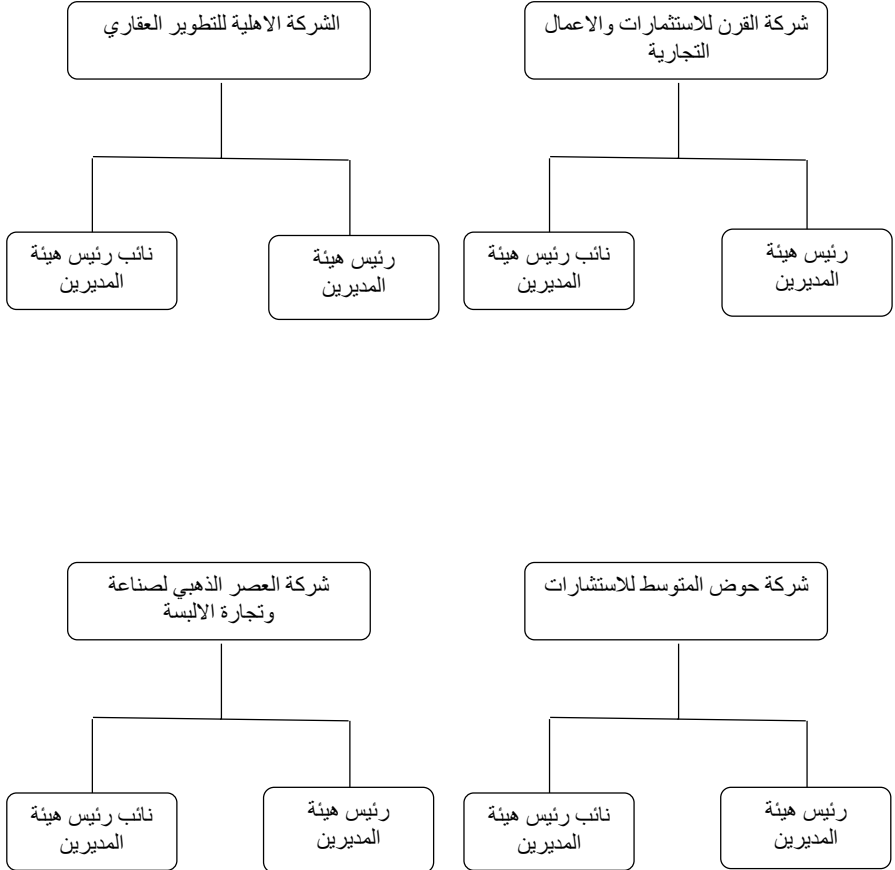 شركة القرن للاستثمارات والاعمال
التجارية
رئيس هيئة
المديرين
نائب رئيس هيئة
المديرين
الشركة الاهلية للتطوير العقاري
رئيس هيئة
المديرين
نائب رئيس هيئة
المديرين
شركة حوض المتوسط للاستشارات
رئيس هيئة
المديرين
نائب رئيس هيئة
المديرين
شركة العصر الذهبي لصناعة
وتجارة الالبسة
رئيس هيئة
المديرين
نائب رئيس هيئة
المديرين